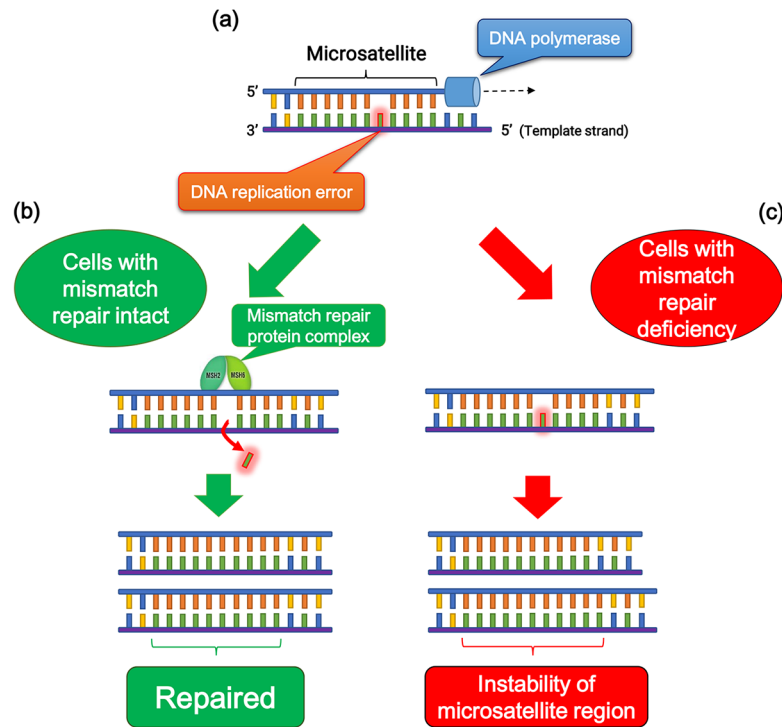 (a)
DNA polymerase
Microsatellite
5’
3’
5’ (Template strand)
DNA replication error
(b)
(c)
Cells with
mismatch
repair intact
Cells with
mismatch
repair
deficiency
Mismatch repair
protein complex
MSH2 MSH6
Repaired
Instability of
microsatellite region